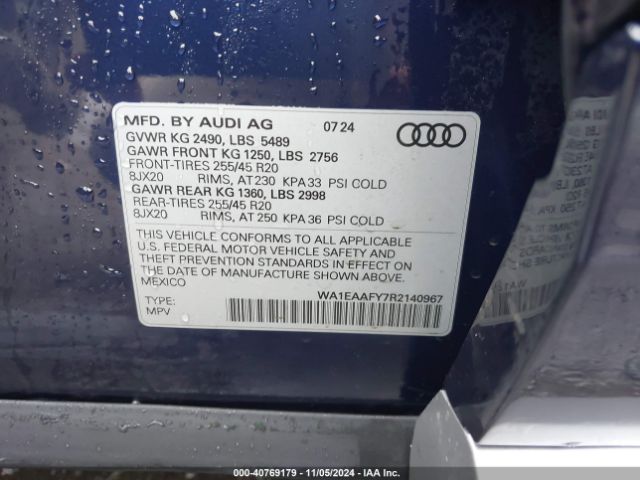 MFD. BY AUDI AG 07 24
GVWR KG 2490, LBS 5489
GAWR FRONT KG 1250, LBS 2756
FRONT-TIRES 255/45 R20
8JX20 RIMS, AT 230 KPA 33 PSI COLD
GAWR REAR KG 1360, LBS 2998
REAR-TIRES 255/45 R20
8JX20 RIMS, AT 250 KPA 36 PSI COLD
THIS VEHICLE CONFORMS TO ALL APPLICABLE
U.S. FEDERAL MOTOR VEHICLE SAFETY AND
THEFT PREVENTION STANDARDS IN EFFECT ON
THE DATE OF MANUFACTURE SHOWN ABOVE.
MEXICO
WA1EAAFY7R2140967
TYPE:
MPV
000-40769179 - 11/05/2024 - IAA Inc.